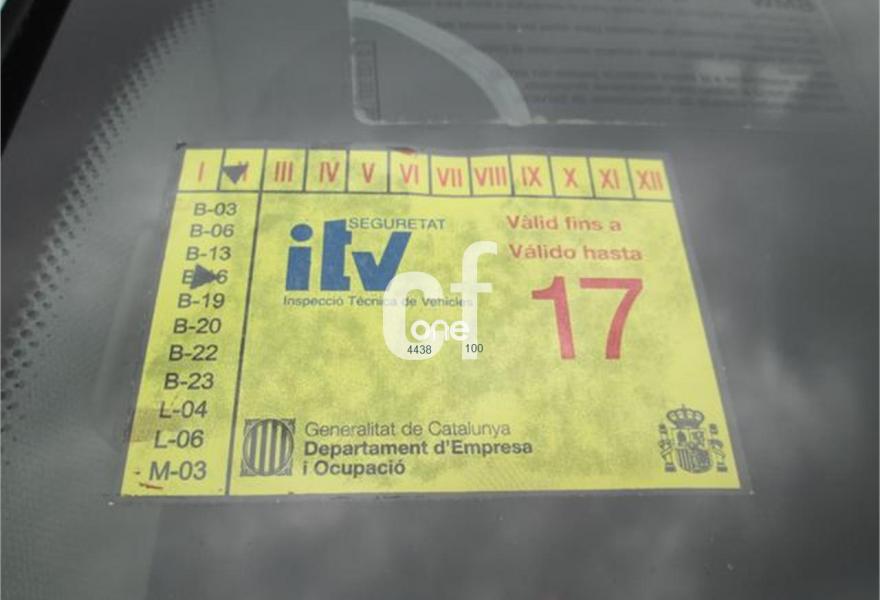 I III IV V VI VII VIII IX X XI XII
B-03
B-06
B-13
B-19
B-20
B-22
B-23
L-04
L-06
M-03
SEGURETAT
itv
Inspecció Tècnica de Vehicles
Vàlid fins a
Válido hasta
17
cf
one
4438 100
Generalitat de Catalunya
Departament d'Empresa
i Ocupació